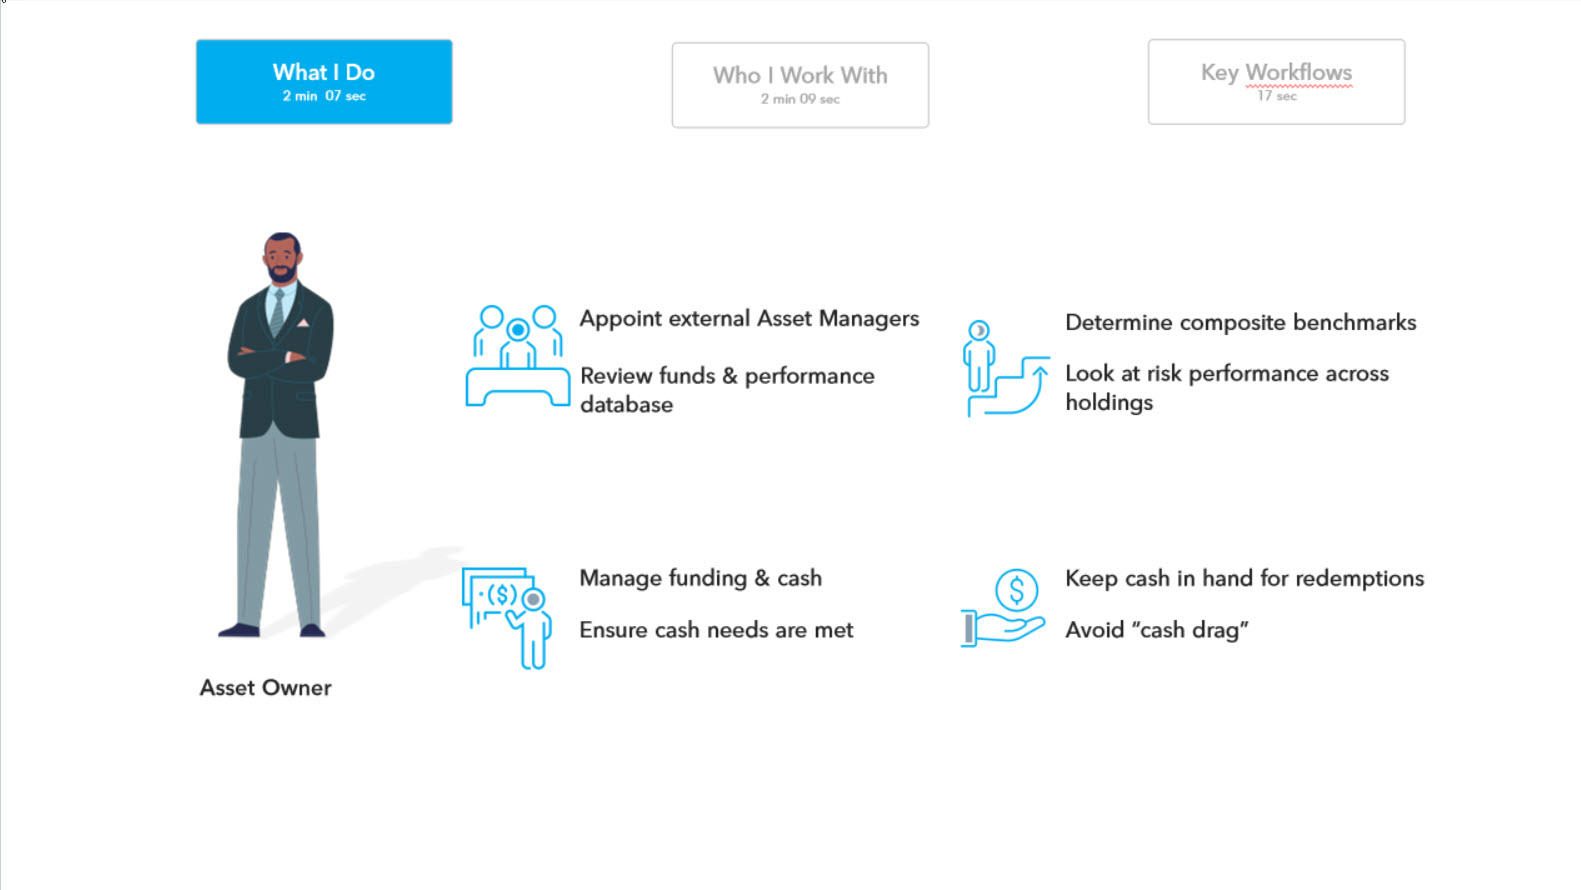 What I Do
2 min 07 sec
Who I Work With
2 min 09 sec
Key Workflows
17 sec
Appoint external Asset Managers
Review funds & performance
database
Determine composite benchmarks
Look at risk performance across
holdings
Manage funding & cash
Ensure cash needs are met
Keep cash in hand for redemptions
Avoid “cash drag”
Asset Owner
($)
$